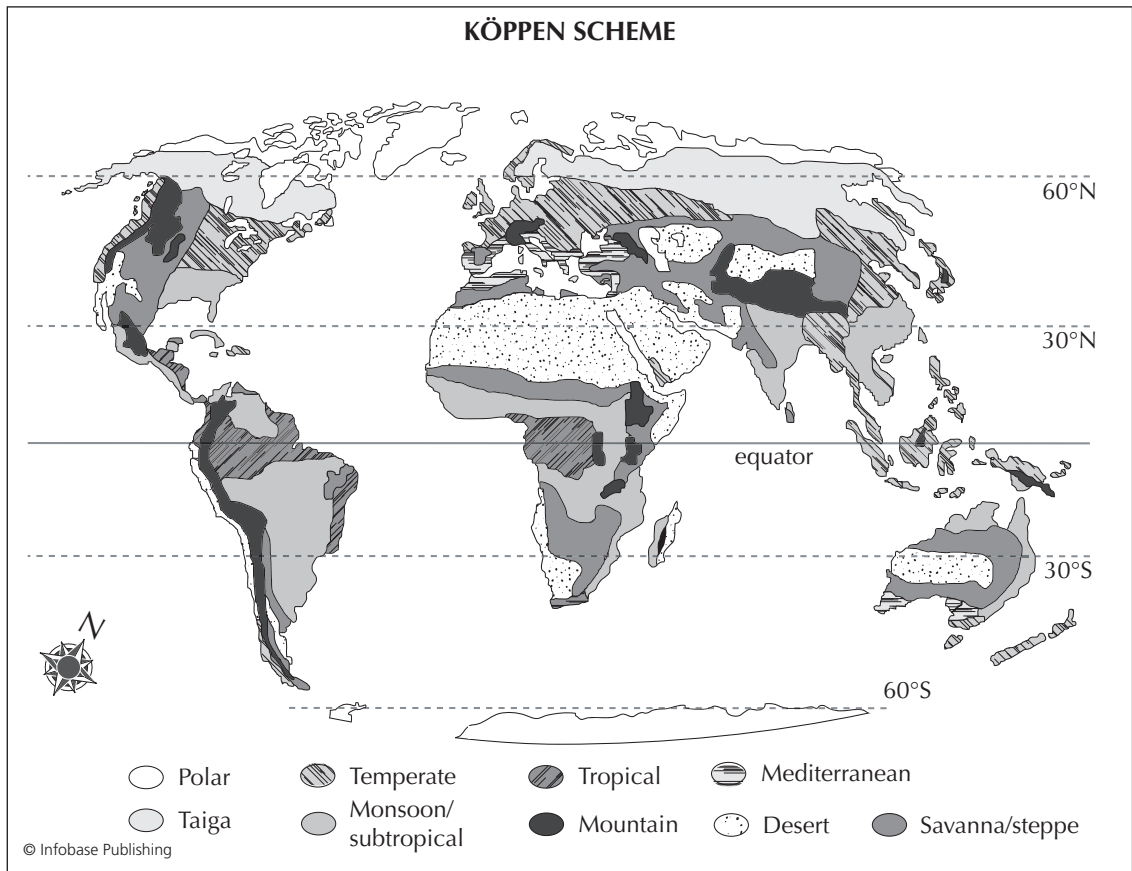 KÖPPEN SCHEME
60°N
30°N
equator
30°S
N
60°S
Polar
Temperate
Tropical
Mediterranean
Taiga
Monsoon/
subtropical
Mountain
Desert
Savanna/steppe
© Infobase Publishing